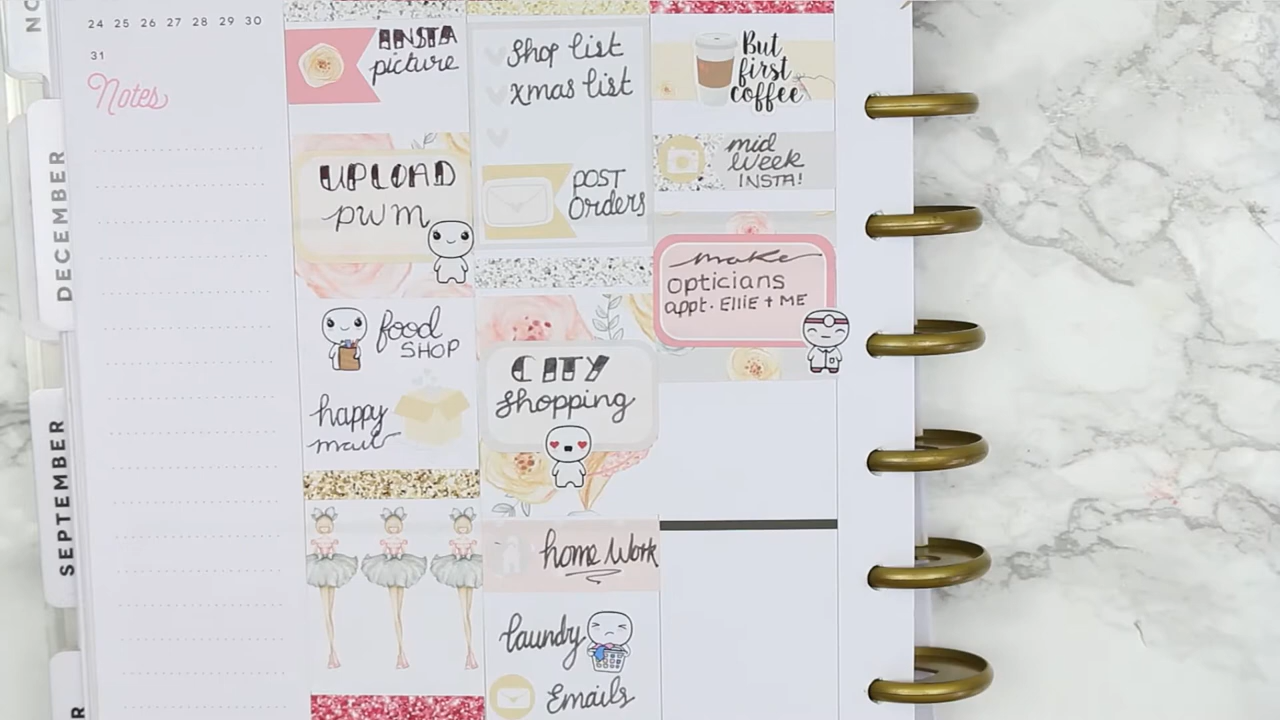 NO
24 25 26 27 28 29 30
31
Notes
DECEMBER
SEPTEMBER
R
INSTA
picture
UPLOAD
pwm
food
SHOP
happy
mail
Shop list
xmas list
POST
Orders
CITY
shopping
home Work
laundy
Emails
But
first
coffee
mid
week
INSTA!
make
opticians
appt. EllIE + ME